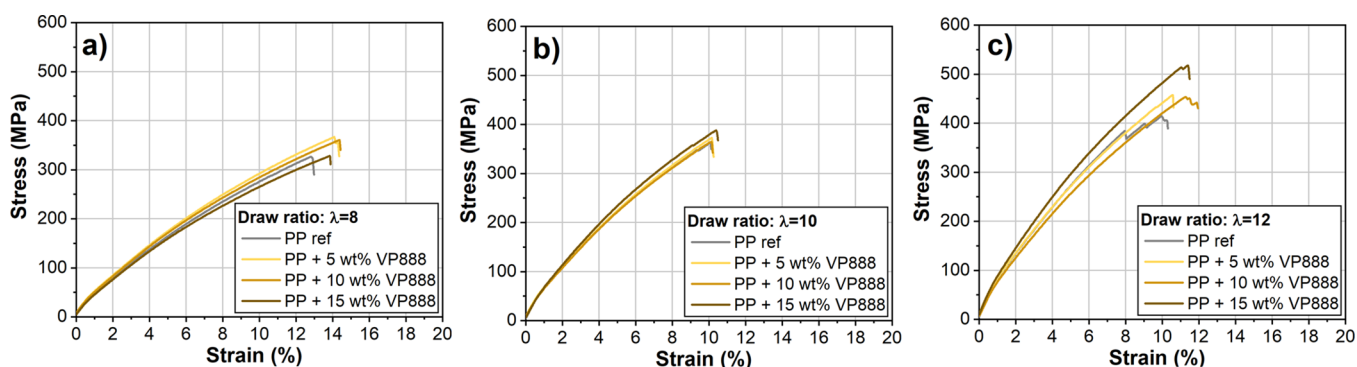 a)
600
500
400
300
200
100
0
Stress (MPa)
0 2 4 6 8 10 12 14 16 18 20
Strain (%)
Draw ratio: λ=8
PP ref
PP + 5 wt% VP888
PP + 10 wt% VP888
PP + 15 wt% VP888
b)
600
500
400
300
200
100
0
Stress (MPa)
0 2 4 6 8 10 12 14 16 18 20
Strain (%)
Draw ratio: λ=10
PP ref
PP + 5 wt% VP888
PP + 10 wt% VP888
PP + 15 wt% VP888
c)
600
500
400
300
200
100
0
Stress (MPa)
0 2 4 6 8 10 12 14 16 18 20
Strain (%)
Draw ratio: λ=12
PP ref
PP + 5 wt% VP888
PP + 10 wt% VP888
PP + 15 wt% VP888